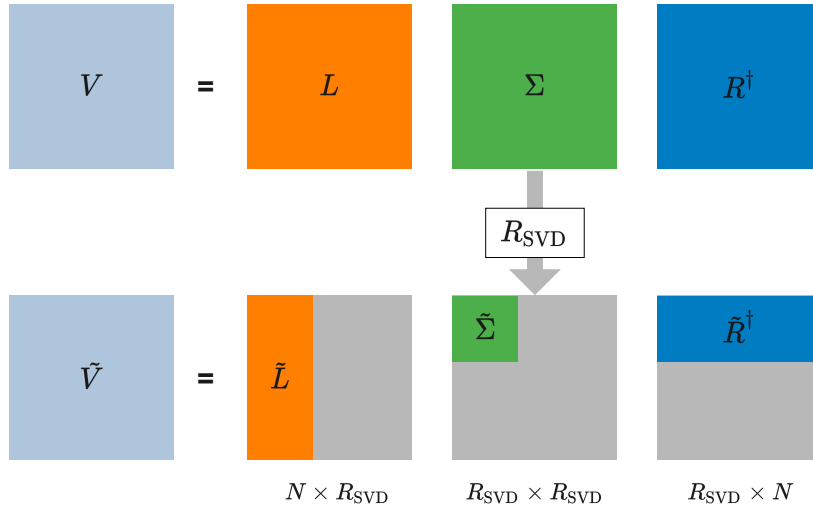 V = L Σ R†
R_SVD
Ṽ = L̃ Σ̃ R̃†
N × R_SVD R_SVD × R_SVD R_SVD × N